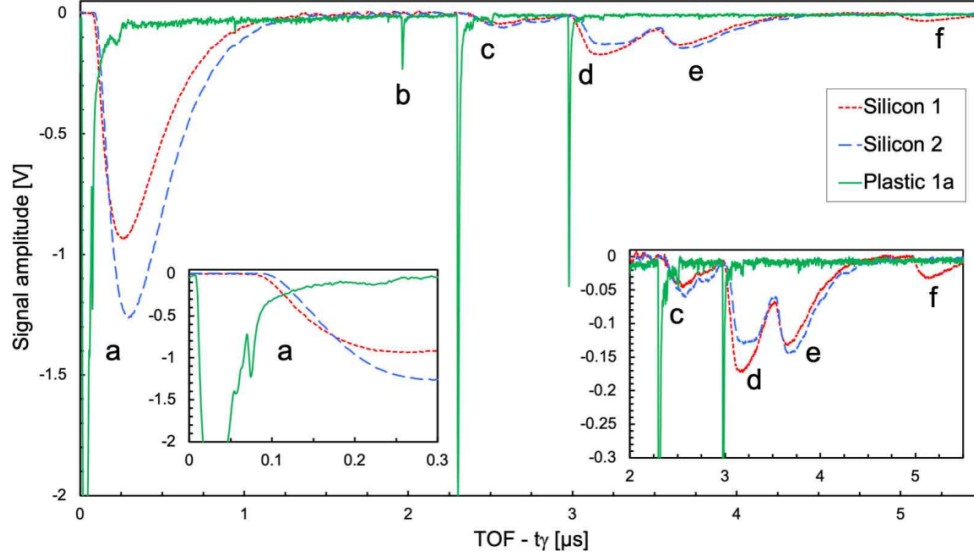 0
-0.5
-1
-1.5
-2
Signal amplitude [V]
0
1
2
3
4
5
TOF - tγ [µs]
a
b
c
d
e
f
Silicon 1
Silicon 2
Plastic 1a
0
-0.5
-1
-1.5
-2
0
0.1
0.2
0.3
a
0
-0.05
-0.1
-0.15
-0.2
-0.25
-0.3
2
3
4
5
c
d
e
f